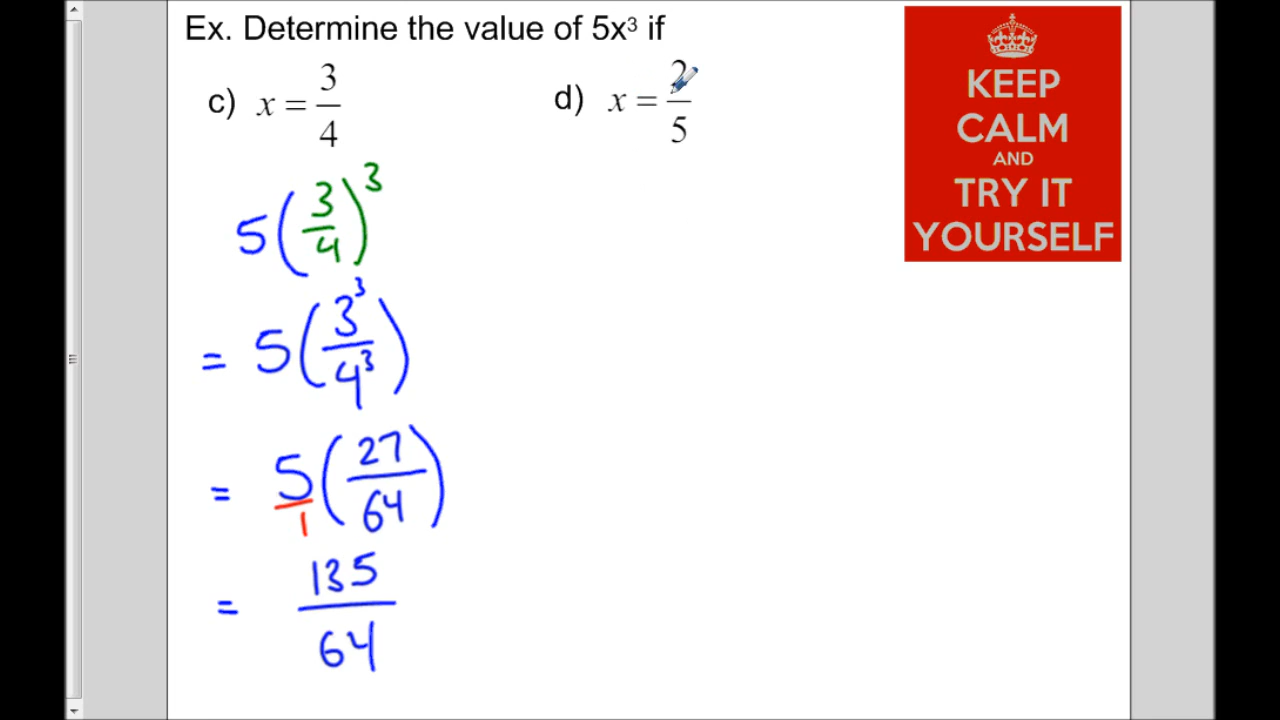 Ex. Determine the value of 5x³ if
c) x = 3/4
d) x = 2/5
5(3/4)³
= 5(3³/4³)
= 5/1(27/64)
= 135/64
KEEP
CALM
AND
TRY IT
YOURSELF